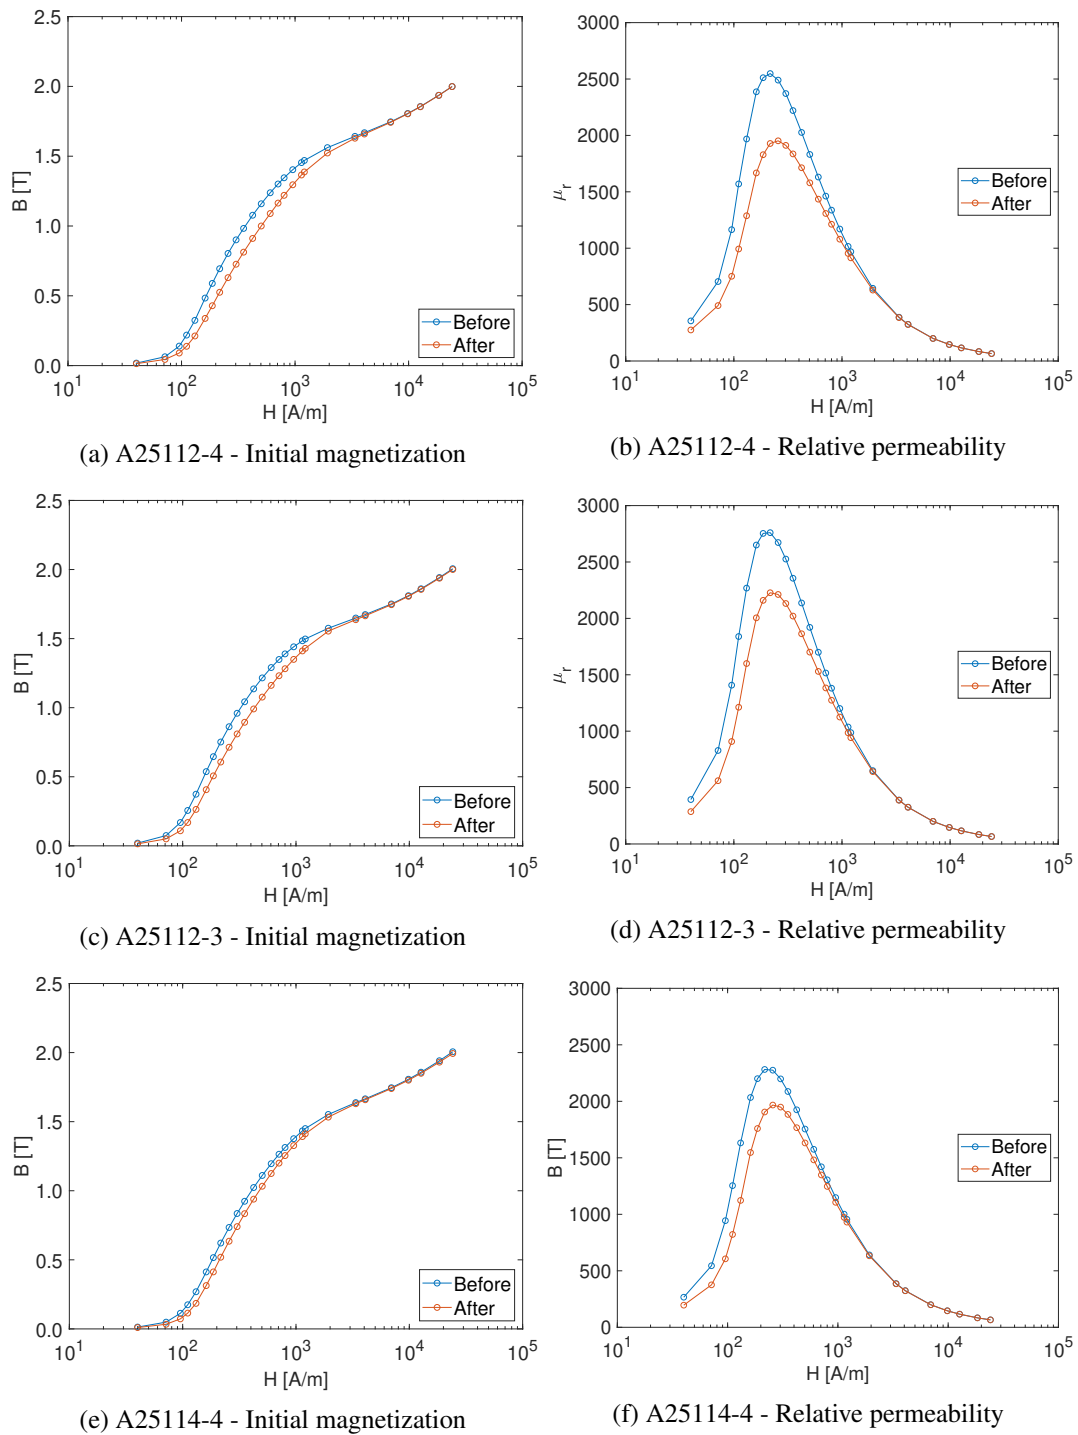 2.5
2.0
1.5
1.0
0.5
0.0
B [T]
10^1 10^2 10^3 10^4 10^5
H [A/m]
Before
After
(a) A25112-4 - Initial magnetization
3000
2500
2000
1500
1000
500
0
μ_r
10^1 10^2 10^3 10^4 10^5
H [A/m]
Before
After
(b) A25112-4 - Relative permeability
2.5
2.0
1.5
1.0
0.5
0.0
B [T]
10^1 10^2 10^3 10^4 10^5
H [A/m]
Before
After
(c) A25112-3 - Initial magnetization
3000
2500
2000
1500
1000
500
0
μ_r
10^1 10^2 10^3 10^4 10^5
H [A/m]
Before
After
(d) A25112-3 - Relative permeability
2.5
2.0
1.5
1.0
0.5
0.0
B [T]
10^1 10^2 10^3 10^4 10^5
H [A/m]
Before
After
(e) A25114-4 - Initial magnetization
3000
2500
2000
1500
1000
500
0
B [T]
10^1 10^2 10^3 10^4 10^5
H [A/m]
Before
After
(f) A25114-4 - Relative permeability